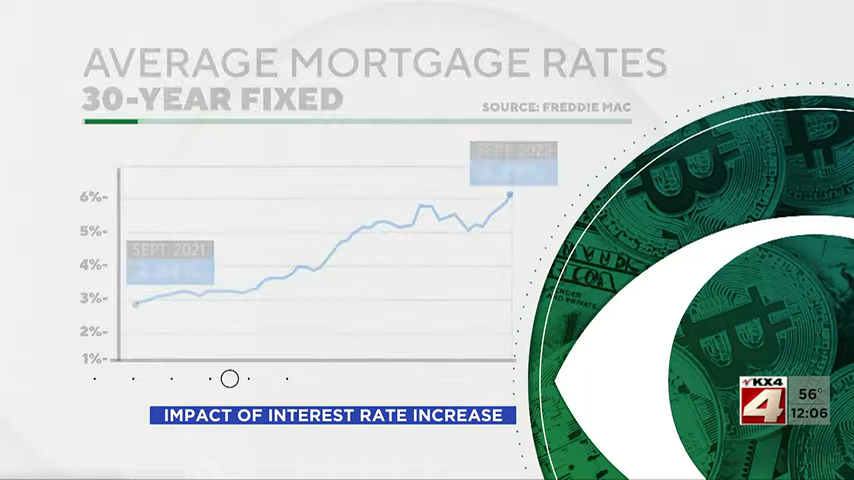 AVERAGE MORTGAGE RATES
30-YEAR FIXED
SOURCE: FREDDIE MAC
6%-
5%-
4%-
3%-
2%-
1%-
SEPT. 2021
IMPACT OF INTEREST RATE INCREASE
KX4
4
56°
12:06